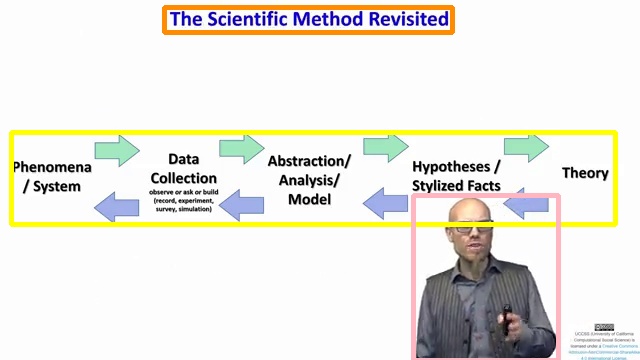 The Scientific Method Revisited
Phenomena
/ System
Data
Collection
observe or ask or build
(record, experiment,
survey, simulation)
Abstraction/
Analysis/
Model
Hypotheses /
Stylized Facts
Theory
UCCSS (University of California
Computational Social Science) is
licensed under a Creative Commons
Attribution-NonCommercial-ShareAlike
4.0 International License.